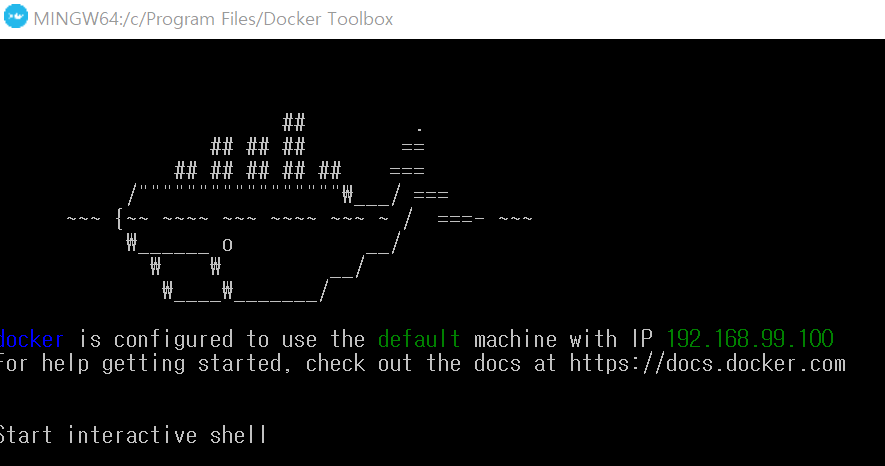 MINGW64:/c/Program Files/Docker Toolbox
                        ##         .
                  ## ## ##        ==
               ## ## ## ## ##    ===
           /"""""""""""""""""₩___/ ===
      ~~~ {~~ ~~~~ ~~~ ~~~~ ~~~ ~ /  ===- ~~~
           ₩______ o           __/
             ₩    ₩         __/
              ₩____₩_______/
docker is configured to use the default machine with IP 192.168.99.100
For help getting started, check out the docs at https://docs.docker.com
Start interactive shell